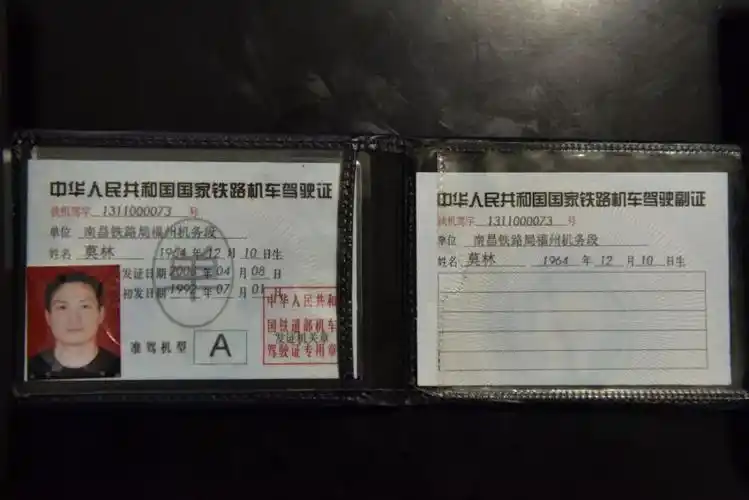 中华人民共和国国家铁路机车驾驶证
铁机驾字 1311000073 号
单位 南昌铁路局福州机务段
姓名 莫林 1964 年 12 月 10 日生
发证日期 2008 年 04 月 08 日
初发日期 1992 年 07 月 01 日
准驾机型 A
中华人民共和
国铁道部机车
发证机关章
驾驶证专用章
中华人民共和国国家铁路机车驾驶副证
铁机驾字 1311000073 号
单位 南昌铁路局福州机务段
姓名 莫林 1964 年 12 月 10 日生